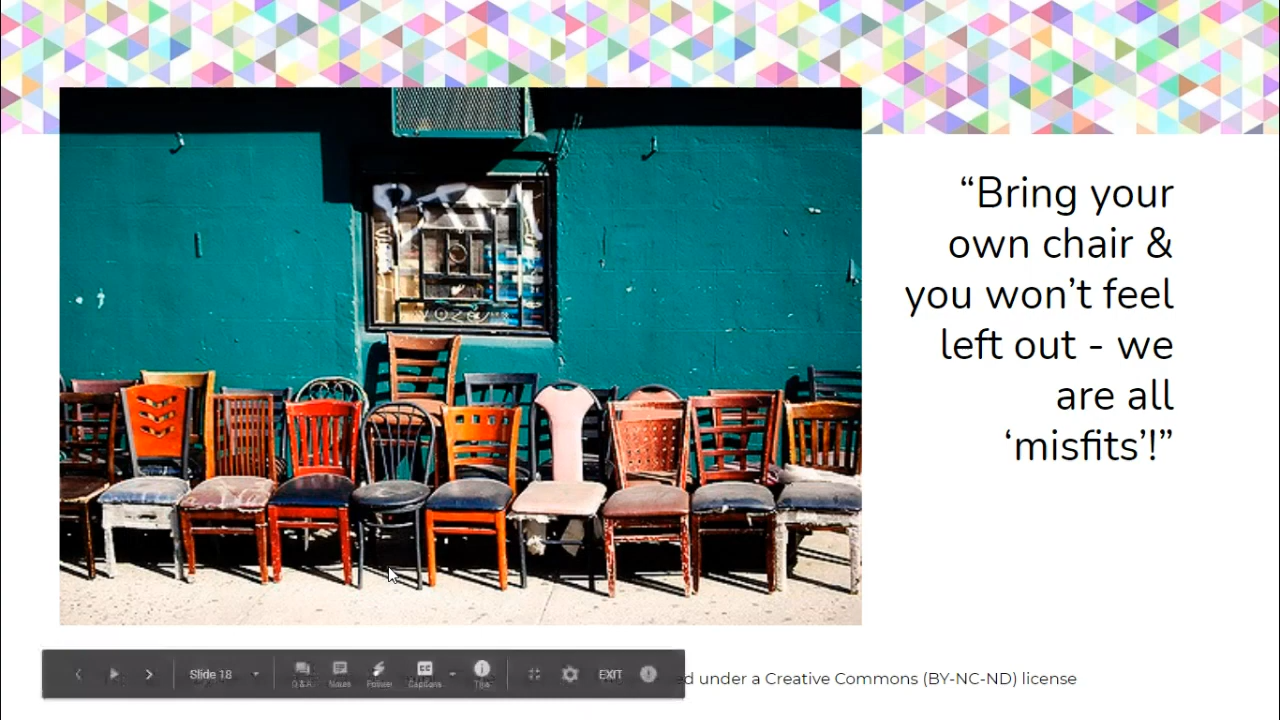 “Bring your
own chair &
you won’t feel
left out - we
are all
‘misfits’!”
Slide 18
Q & A
Notes
Pointer
Captions
EXIT
ed under a Creative Commons (BY-NC-ND) license